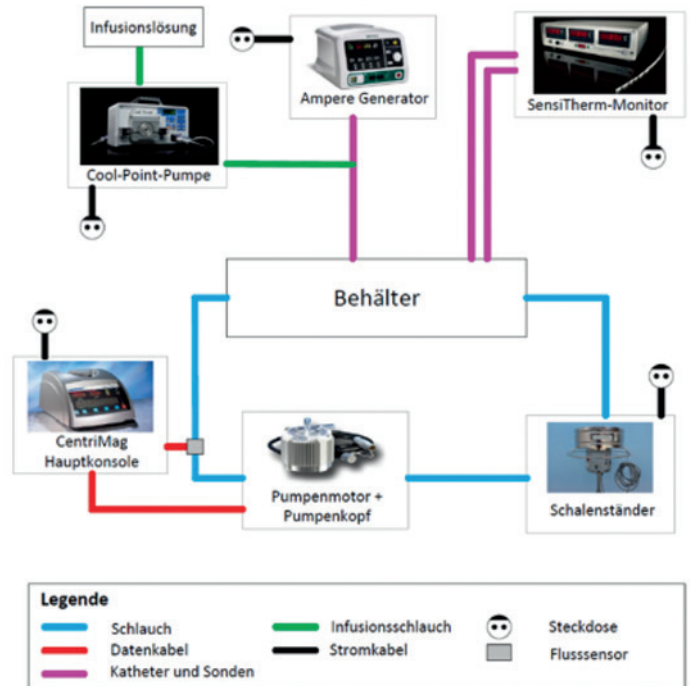 Infusionslösung
Ampere Generator
SensiTherm-Monitor
Cool-Point-Pumpe
Behälter
CentriMag
Hauptkonsole
Pumpenmotor +
Pumpenkopf
Schalenständer
Legende
Schlauch
Infusionsschlauch
Steckdose
Datenkabel
Stromkabel
Flusssensor
Katheter und Sonden